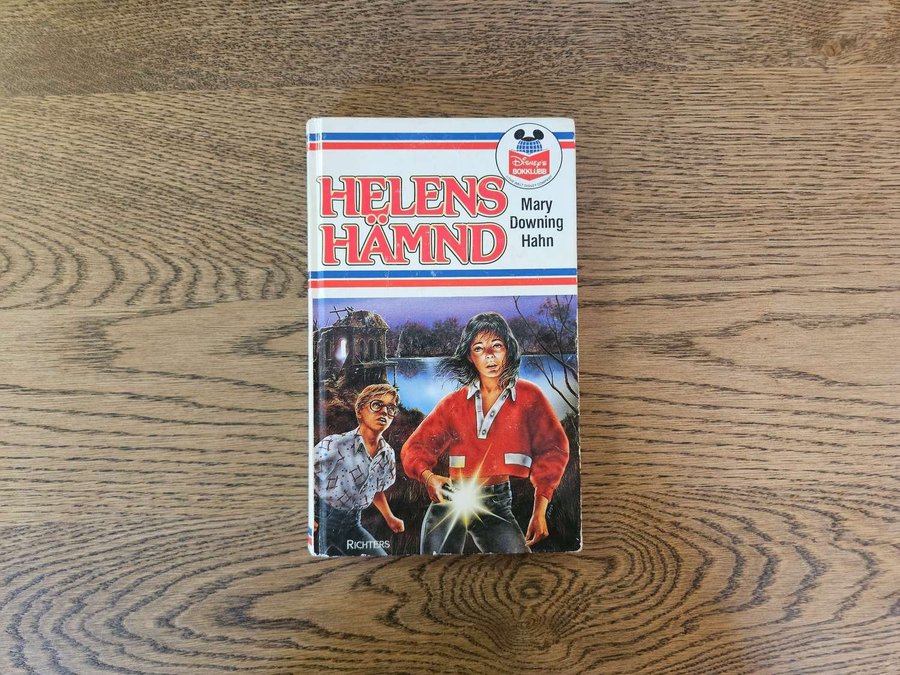 HELENS
HÄMND
DISNEY'S
BOKKLUBB
Mary
Downing
Hahn
RICHTERS